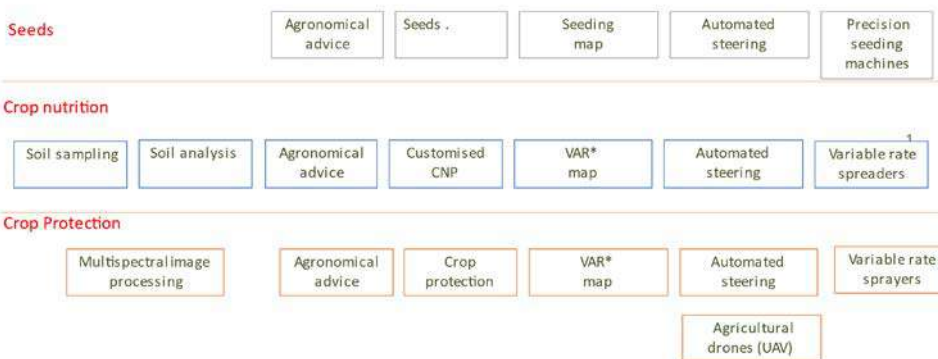 Seeds
Agronomical
advice
Seeds .
Seeding
map
Automated
steering
Precision
seeding
machines
Crop nutrition
Soil sampling
Soil analysis
Agronomical
advice
Customised
CNP
VAR*
map
Automated
steering
1
Variable rate
spreaders
Crop Protection
Multispectral image
processing
Agronomical
advice
Crop
protection
VAR*
map
Automated
steering
Variable rate
sprayers
Agricultural
drones (UAV)